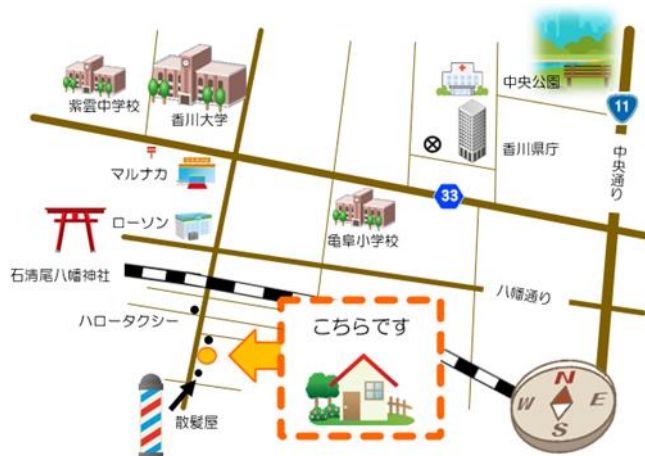 中央公園
11
紫雲中学校
香川大学
香川県庁
中央通り
マルナカ
33
ローソン
亀阜小学校
石清尾八幡神社
八幡通り
ハロータクシー
こちらです
散髪屋
N
W
E
S